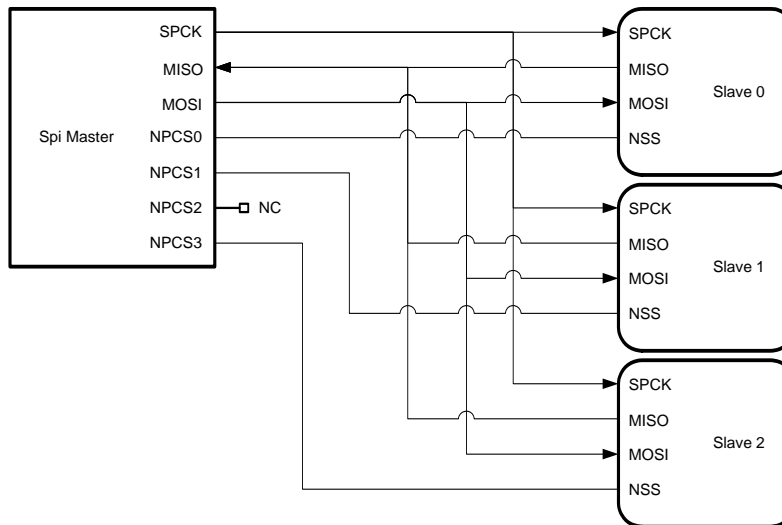 SPCK
MISO
MOSI
NPCS0
Spi Master
NPCS1
NPCS2
NC
NPCS3
SPCK
MISO
MOSI
Slave 0
NSS
SPCK
MISO
Slave 1
MOSI
NSS
SPCK
MISO
Slave 2
MOSI
NSS